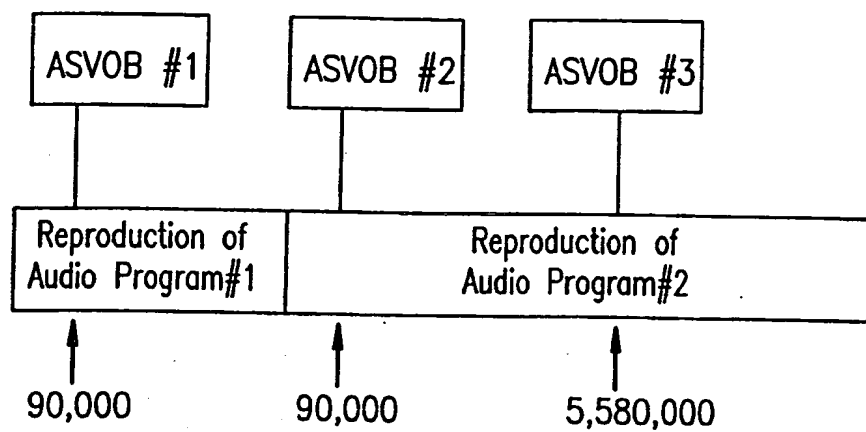 ASVOB #1
ASVOB #2
ASVOB #3
Reproduction of
Audio Program#1
Reproduction of
Audio Program#2
90,000
90,000
5,580,000